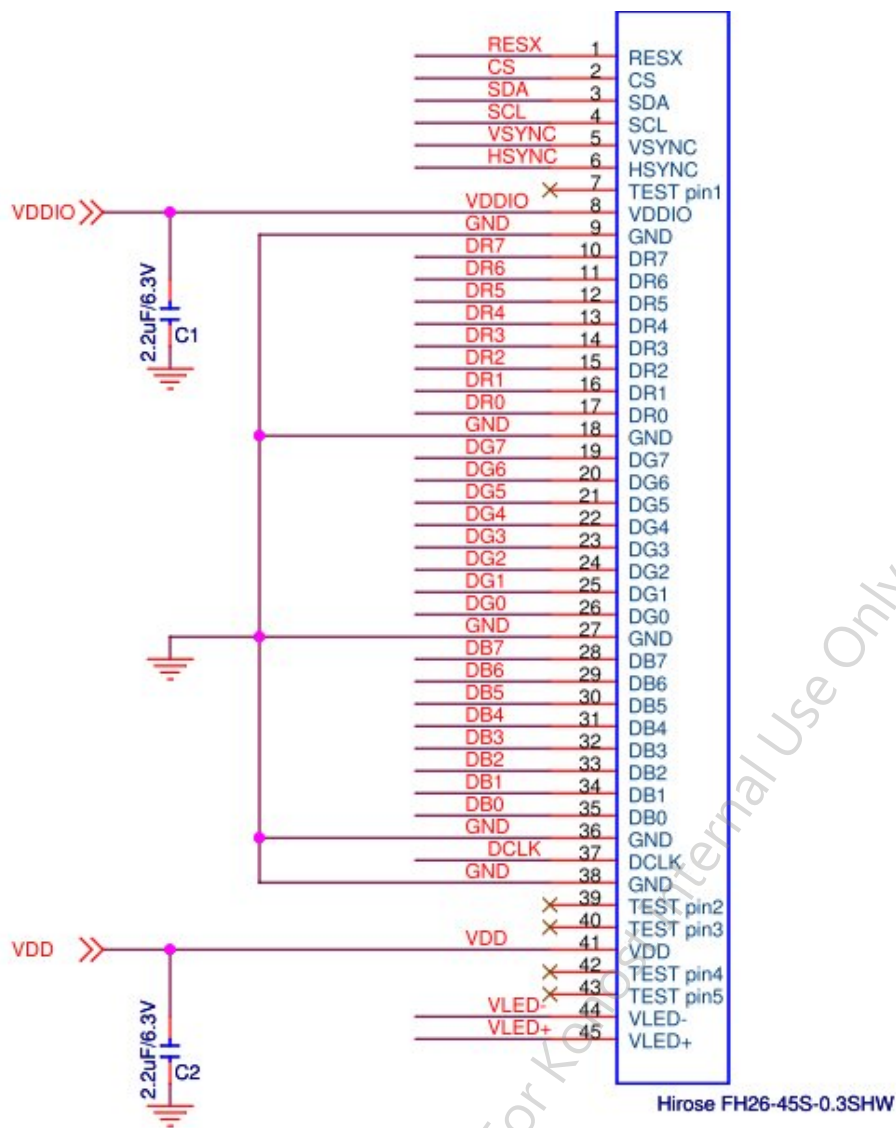 RESX 1 RESX
CS 2 CS
SDA 3 SDA
SCL 4 SCL
VSYNC 5 VSYNC
HSYNC 6 HSYNC
7 TEST pin1
VDDIO VDDIO 8 VDDIO
GND 9 GND
DR7 10 DR7
DR6 11 DR6
DR5 12 DR5
DR4 13 DR4
DR3 14 DR3
DR2 15 DR2
DR1 16 DR1
DR0 17 DR0
2.2uF/6.3V
C1
GND 18 GND
DG7 19 DG7
DG6 20 DG6
DG5 21 DG5
DG4 22 DG4
DG3 23 DG3
DG2 24 DG2
DG1 25 DG1
DG0 26 DG0
GND 27 GND
DB7 28 DB7
DB6 29 DB6
DB5 30 DB5
DB4 31 DB4
DB3 32 DB3
DB2 33 DB2
DB1 34 DB1
DB0 35 DB0
GND 36 GND
DCLK 37 DCLK
GND 38 GND
39 TEST pin2
40 TEST pin3
VDD VDD 41 VDD
42 TEST pin4
43 TEST pin5
VLED- 44 VLED-
VLED+ 45 VLED+
2.2uF/6.3V
C2
Hirose FH26-45S-0.3SHW
For Konosi Internal Use Only